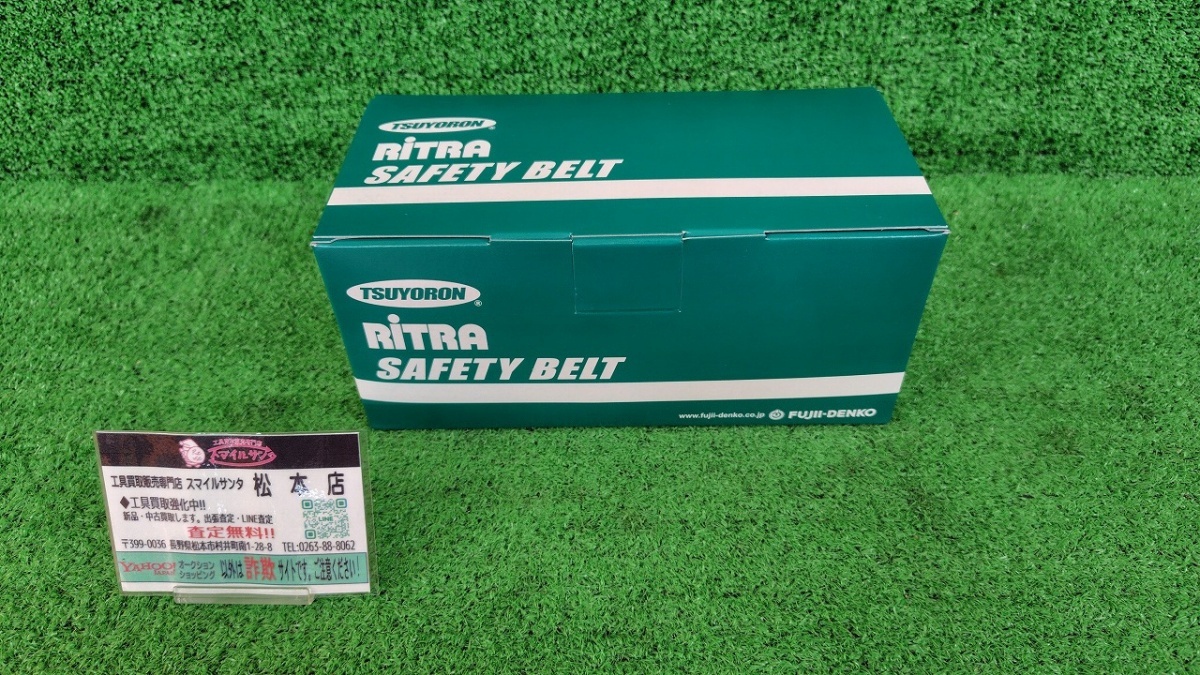 TSUYORON
RiTRA
SAFETY BELT
TSUYORON®
RiTRA
SAFETY BELT
www.fujii-denko.co.jp FUJII-DENKO
スマイルサンタ
工具買取販売専門店 スマイルサンタ 松本店
◆工具買取強化中!!
新品・中古買取します。出張査定・LINE査定
査定無料!!
LINE
〒399-0036 長野県松本市村井町南1-28-8 TEL:0263-88-8062
YAHOO! JAPAN オークション ショッピング 以外は詐欺サイトです。ご注意ください!